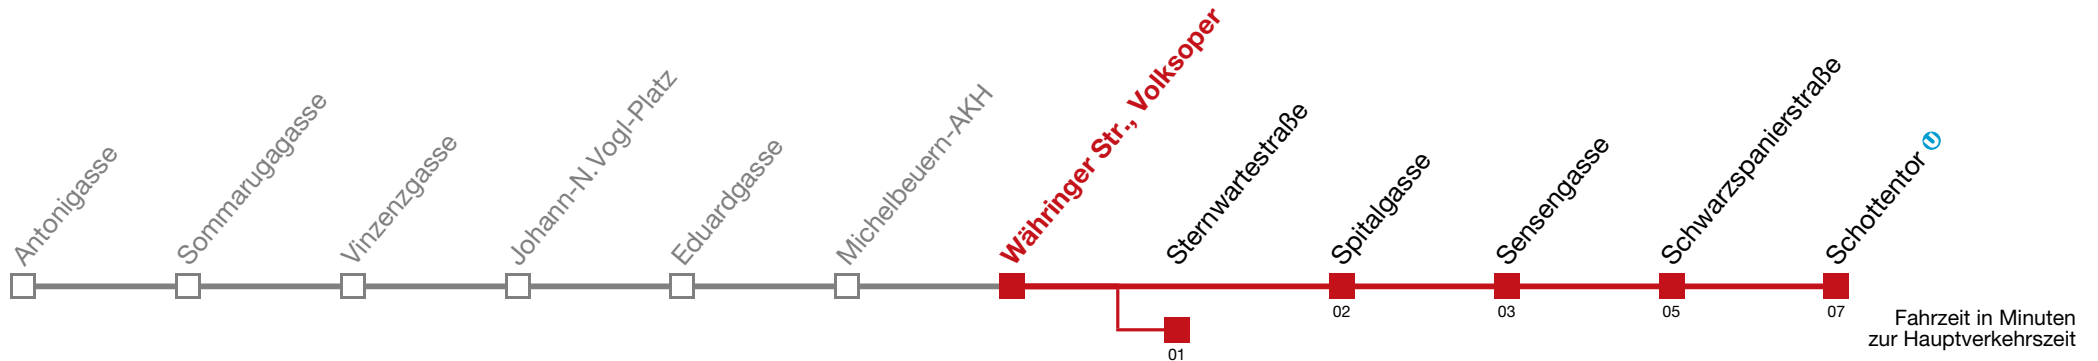 Antonigasse
Sommarugagasse
Vinzenzgasse
Johann-N. Vogl-Platz
Eduardgasse
Michelbeuern-AKH
Währinger Str., Volksoper
Sternwartestraße
Spitalgasse
Sensengasse
Schwarzspanierstraße
Schottentor U
01
02
03
05
07
Fahrzeit in Minuten
zur Hauptverkehrszeit